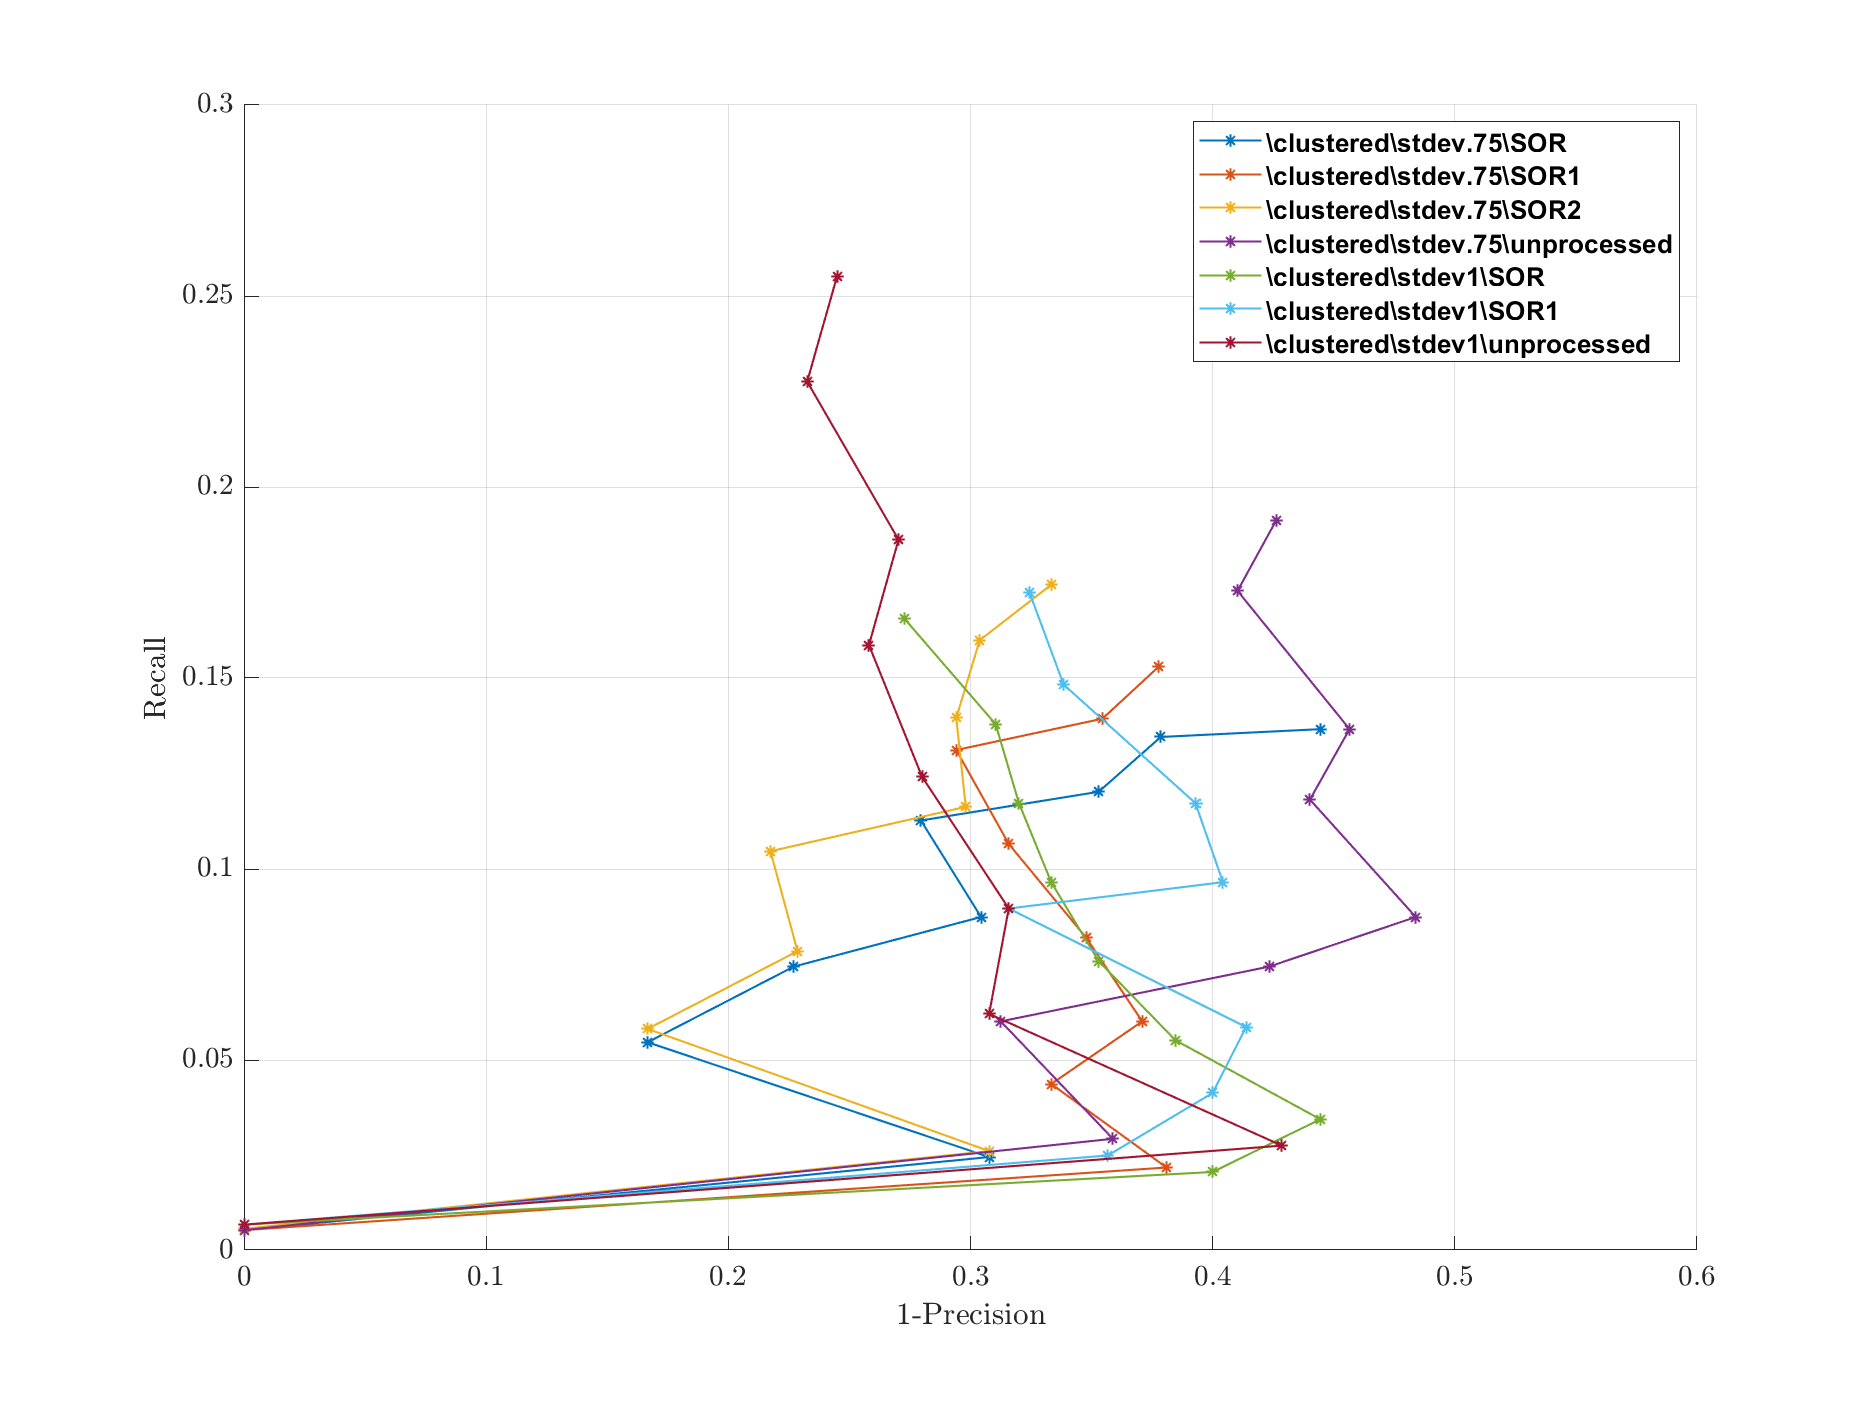 0.3
0.25
0.2
0.15
0.1
0.05
0
Recall
\clustered\stdev.75\SOR
\clustered\stdev.75\SOR1
\clustered\stdev.75\SOR2
\clustered\stdev.75\unprocessed
\clustered\stdev1\SOR
\clustered\stdev1\SOR1
\clustered\stdev1\unprocessed
0 0.1 0.2 0.3 0.4 0.5 0.6
1-Precision